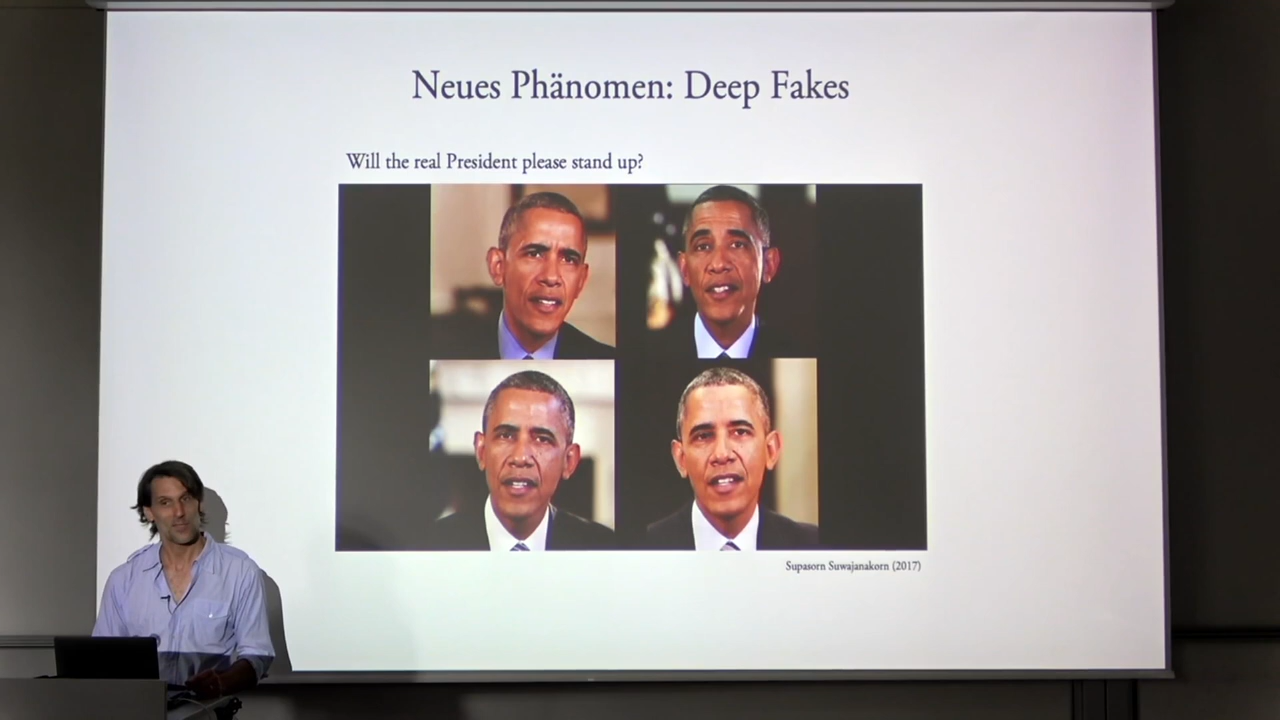 Neues Phänomen: Deep Fakes
Will the real President please stand up?
Supasorn Suwajanakorn (2017)